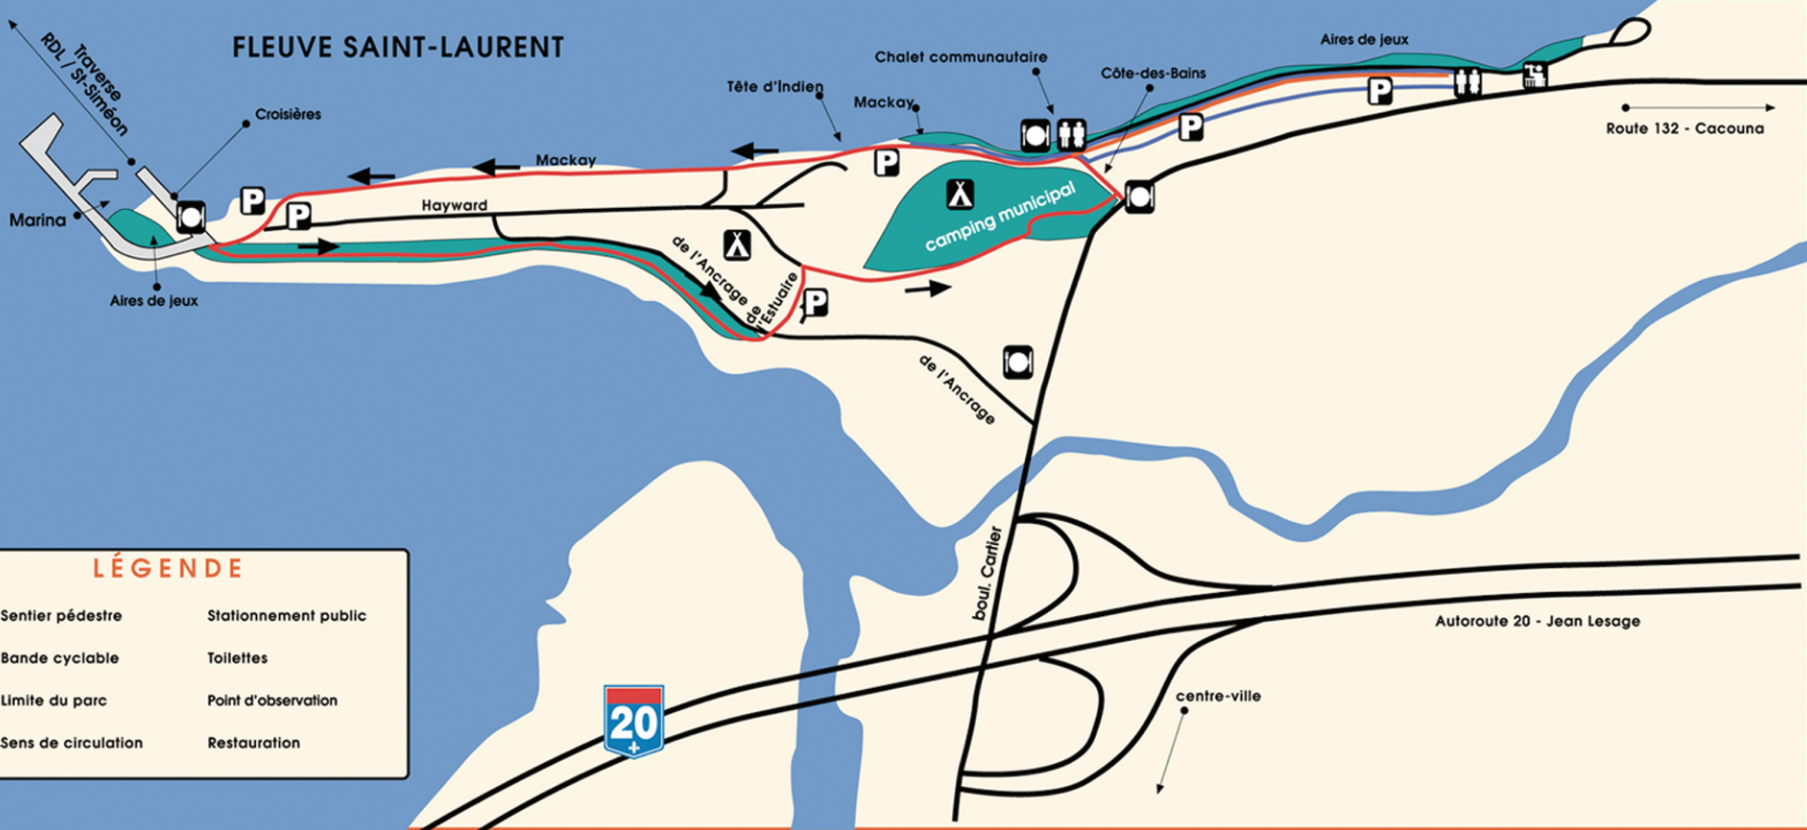 FLEUVE SAINT-LAURENT
Traverse
RDL / St-Siméon
Croisières
Marina
Aires de jeux
P
P
Mackay
Hayward
Tête d'Indien
Mackay
Chalet communautaire
Côte-des-Bains
Aires de jeux
P
P
P
Route 132 - Cacouna
camping municipal
de l'Ancrage
de
l'Estuaire
P
de l'Ancrage
boul. Cartier
Autoroute 20 - Jean Lesage
centre-ville
20
LÉGENDE
Sentier pédestre
Stationnement public
Bande cyclable
Toilettes
Limite du parc
Point d'observation
Sens de circulation
Restauration